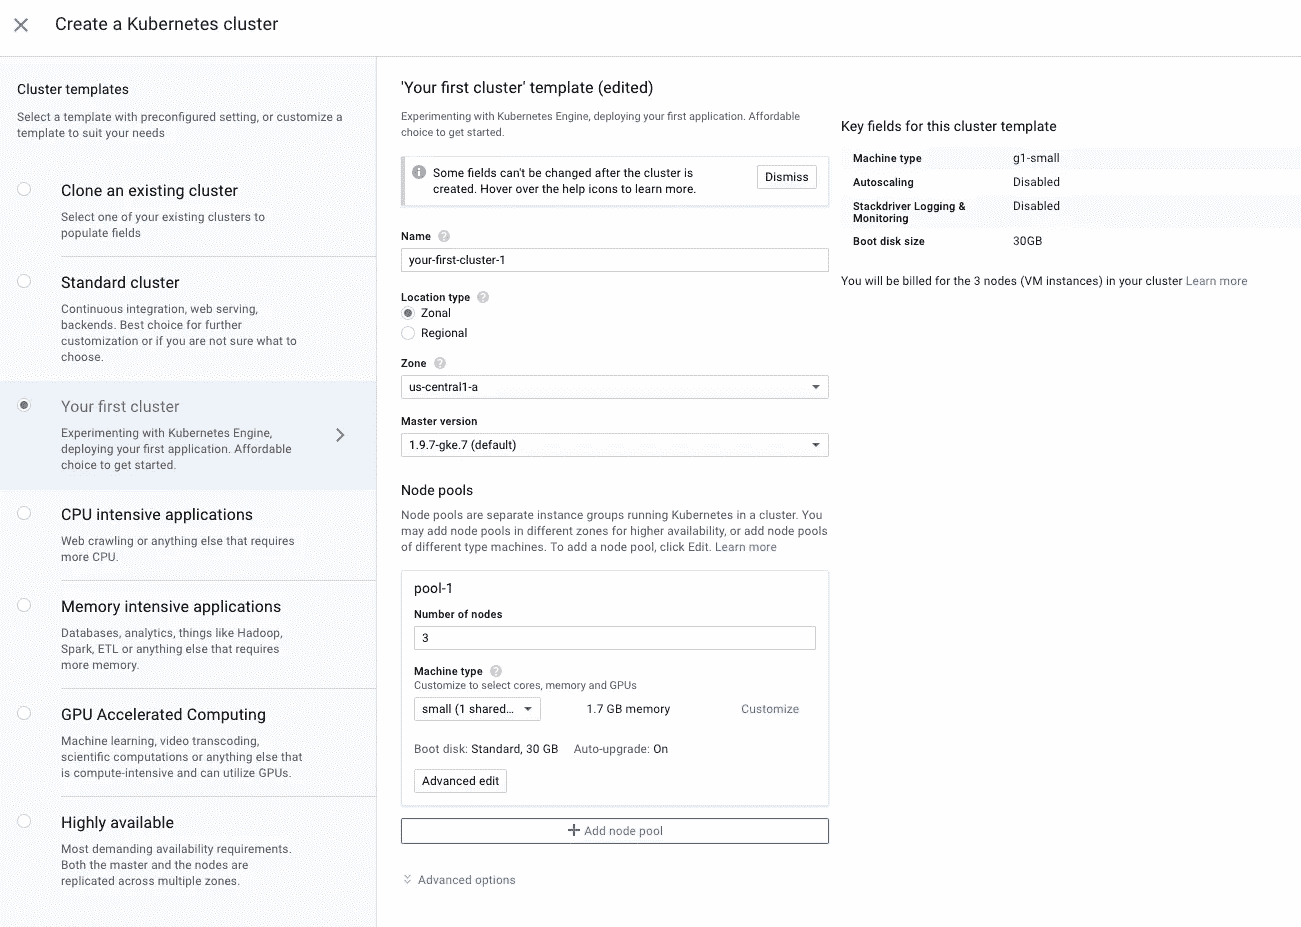 Create a Kubernetes cluster
Cluster templates
Select a template with preconfigured setting, or customize a
template to suit your needs
Clone an existing cluster
Select one of your existing clusters to
populate fields
Standard cluster
Continuous integration, web serving,
backends. Best choice for further
customization or if you are not sure what to
choose.
Your first cluster
Experimenting with Kubernetes Engine,
deploying your first application. Affordable
choice to get started.
CPU intensive applications
Web crawling or anything else that requires
more CPU.
Memory intensive applications
Databases, analytics, things like Hadoop,
Spark, ETL or anything else that requires
more memory.
GPU Accelerated Computing
Machine learning, video transcoding,
scientific computations or anything else that
is compute-intensive and can utilize GPUs.
Highly available
Most demanding availability requirements.
Both the master and the nodes are
replicated across multiple zones.
'Your first cluster' template (edited)
Experimenting with Kubernetes Engine, deploying your first application. Affordable
choice to get started.
Some fields can't be changed after the cluster is
created. Hover over the help icons to learn more.
Dismiss
Name
your-first-cluster-1
Location type
Zonal
Regional
Zone
us-central1-a
Master version
1.9.7-gke.7 (default)
Node pools
Node pools are separate instance groups running Kubernetes in a cluster. You
may add node pools in different zones for higher availability, or add node pools
of different type machines. To add a node pool, click Edit. Learn more
pool-1
Number of nodes
3
Machine type
Customize to select cores, memory and GPUs
small (1 shared... 1.7 GB memory Customize
Boot disk: Standard, 30 GB Auto-upgrade: On
Advanced edit
Add node pool
Advanced options
Key fields for this cluster template
Machine type g1-small
Autoscaling Disabled
Stackdriver Logging & Disabled
Monitoring
Boot disk size 30GB
You will be billed for the 3 nodes (VM instances) in your cluster Learn more